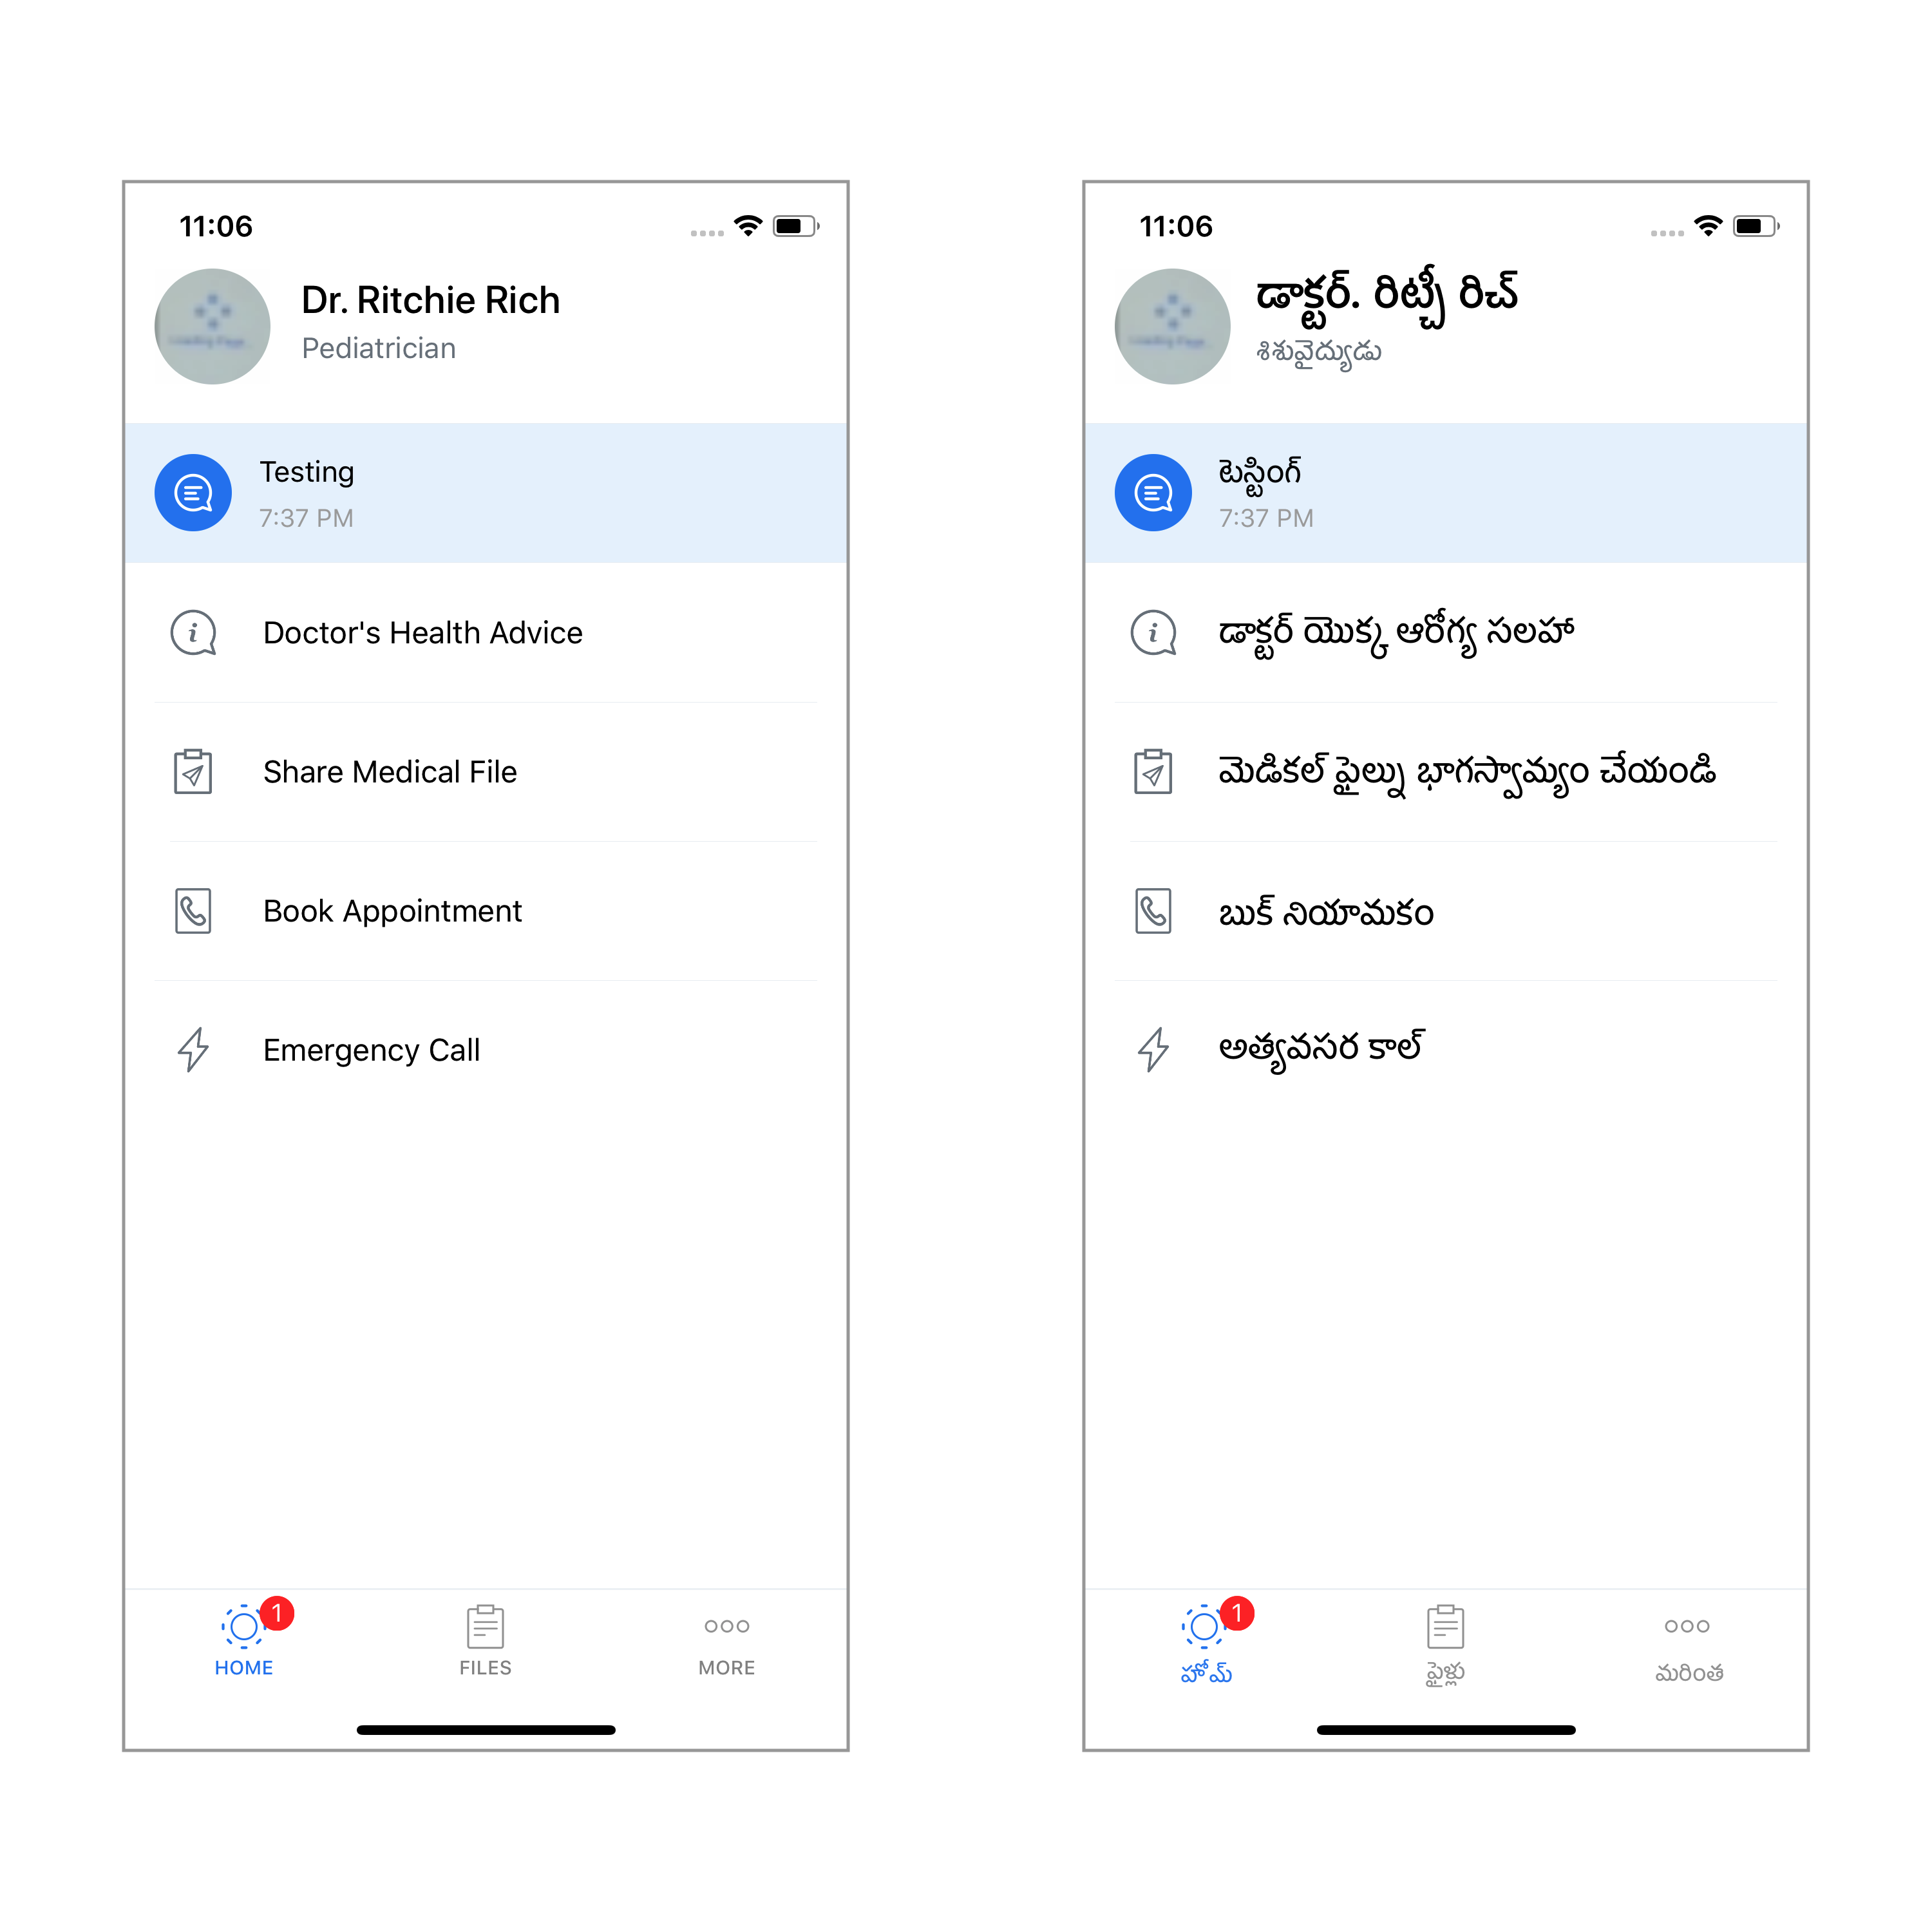 11:06
Dr. Ritchie Rich
Pediatrician
Testing
7:37 PM
Doctor's Health Advice
Share Medical File
Book Appointment
Emergency Call
1
HOME
FILES
MORE
11:06
డాక్టర్. రిట్చీ రిచ్
శిశువైద్యుడు
టెస్టింగ్
7:37 PM
డాక్టర్ యొక్క ఆరోగ్య సలహా
మెడికల్ ఫైల్ను భాగస్వామ్యం చేయండి
బుక్ నియామకం
అత్యవసర కాల్
1
హోమ్
ఫైళ్లు
మరింత